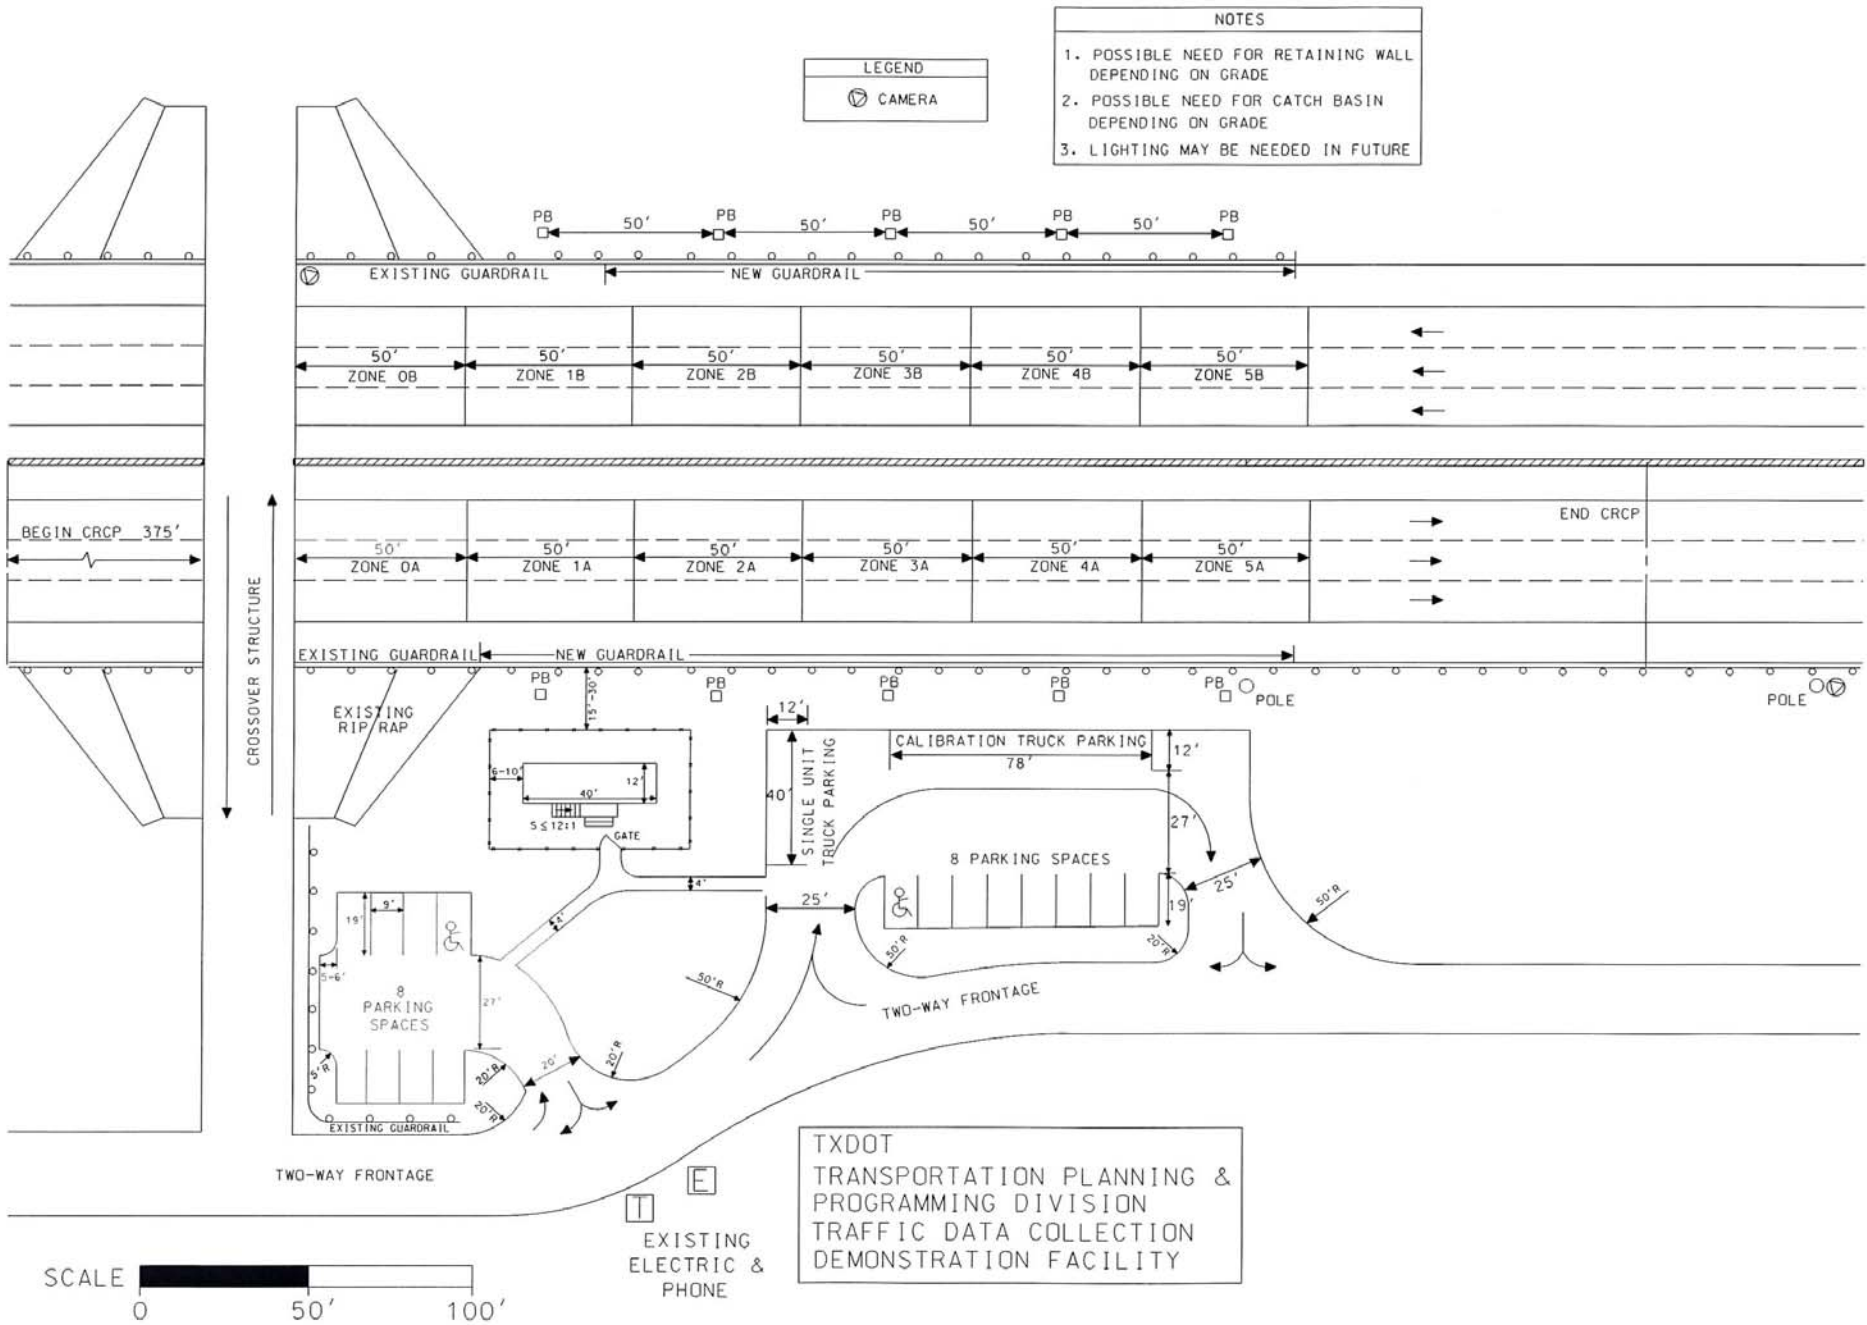 NOTES
1. POSSIBLE NEED FOR RETAINING WALL
DEPENDING ON GRADE
2. POSSIBLE NEED FOR CATCH BASIN
DEPENDING ON GRADE
3. LIGHTING MAY BE NEEDED IN FUTURE
LEGEND
CAMERA
PB 50' PB 50' PB 50' PB 50' PB
EXISTING GUARDRAIL NEW GUARDRAIL
50' 50' 50' 50' 50' 50'
ZONE 0B ZONE 1B ZONE 2B ZONE 3B ZONE 4B ZONE 5B
BEGIN CRCP 375'
END CRCP
50' 50' 50' 50' 50' 50'
ZONE 0A ZONE 1A ZONE 2A ZONE 3A ZONE 4A ZONE 5A
CROSSOVER STRUCTURE
EXISTING GUARDRAIL NEW GUARDRAIL
PB PB PB PB PB
POLE POLE
15'-30'
EXISTING
RIP RAP
12'
CALIBRATION TRUCK PARKING
78'
12'
40'
SINGLE UNIT
TRUCK PARKING
6-10'
12'
40'
S≤12:1
GATE
27'
8 PARKING SPACES
4'
25'
25'
19'
50'R
19'
9'
4'
50'R
20'R
5-6'
8
PARKING
SPACES
27'
50'R
TWO-WAY FRONTAGE
5'R
20'R
20'
20'R
20'R
EXISTING GUARDRAIL
TWO-WAY FRONTAGE
E
T
EXISTING
ELECTRIC &
PHONE
TXDOT
TRANSPORTATION PLANNING &
PROGRAMMING DIVISION
TRAFFIC DATA COLLECTION
DEMONSTRATION FACILITY
SCALE
0 50' 100'